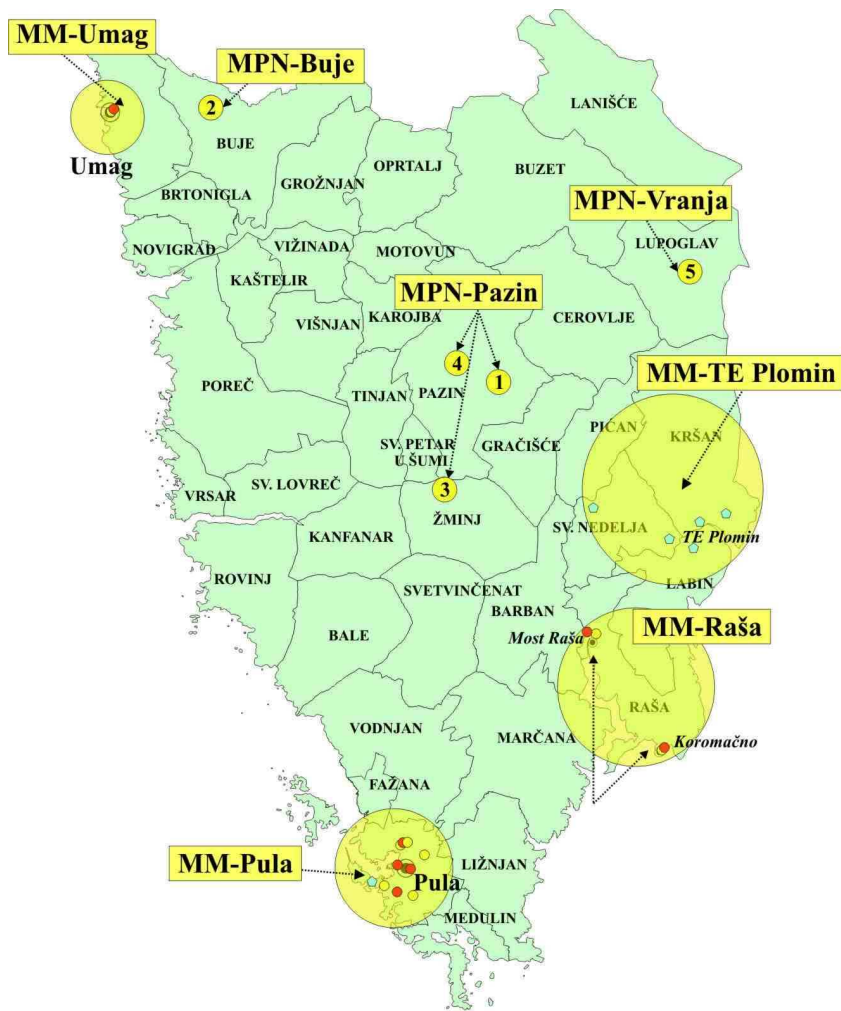 MM-Umag
MPN-Buje
2
LANIŠĆE
Umag
BUJE
OPRTALJ
BUZET
GROŽNJAN
BRTONIGLA
MPN-Vranja
NOVIGRAD
VIŽINADA
MOTOVUN
LUPOGLAV
KAŠTELIR
5
MPN-Pazin
VIŠNJAN
KAROJBA
CEROVLJE
4
1
MM-TE Plomin
POREČ
TINJAN
PAZIN
PIĆAN
KRŠAN
SV. PETAR
U ŠUMI
GRAČIŠĆE
SV. LOVREČ
VRSAR
3
ŽMINJ
SV. NEDELJA
KANFANAR
TE Plomin
ROVINJ
LABIN
SVETVINČENAT
BARBAN
BALE
Most Raša
MM-Raša
RAŠA
VODNJAN
MARČANA
Koromačno
FAŽANA
MM-Pula
LIŽNJAN
Pula
MEDULIN